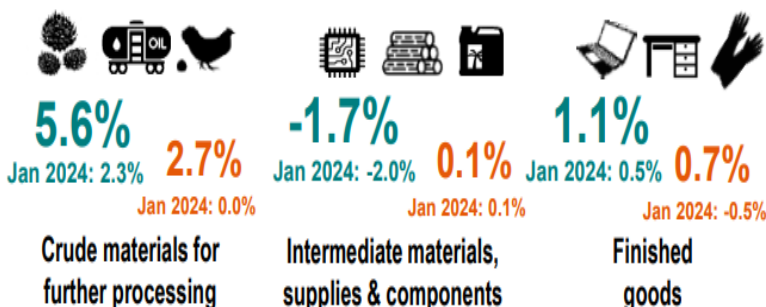 OIL
5.6%
Jan 2024: 2.3%
2.7%
Jan 2024: 0.0%
Crude materials for
further processing
-1.7%
Jan 2024: -2.0%
0.1%
Jan 2024: 0.1%
Intermediate materials,
supplies & components
1.1%
Jan 2024: 0.5%
0.7%
Jan 2024: -0.5%
Finished
goods